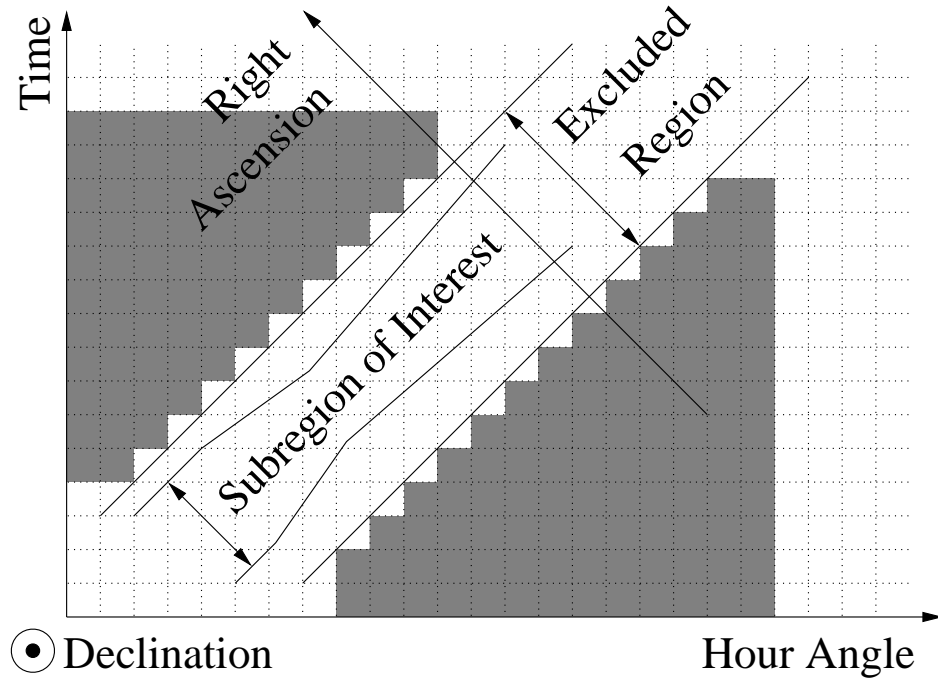 Time
Right
Ascension
Excluded
Region
Subregion of Interest
Declination
Hour Angle